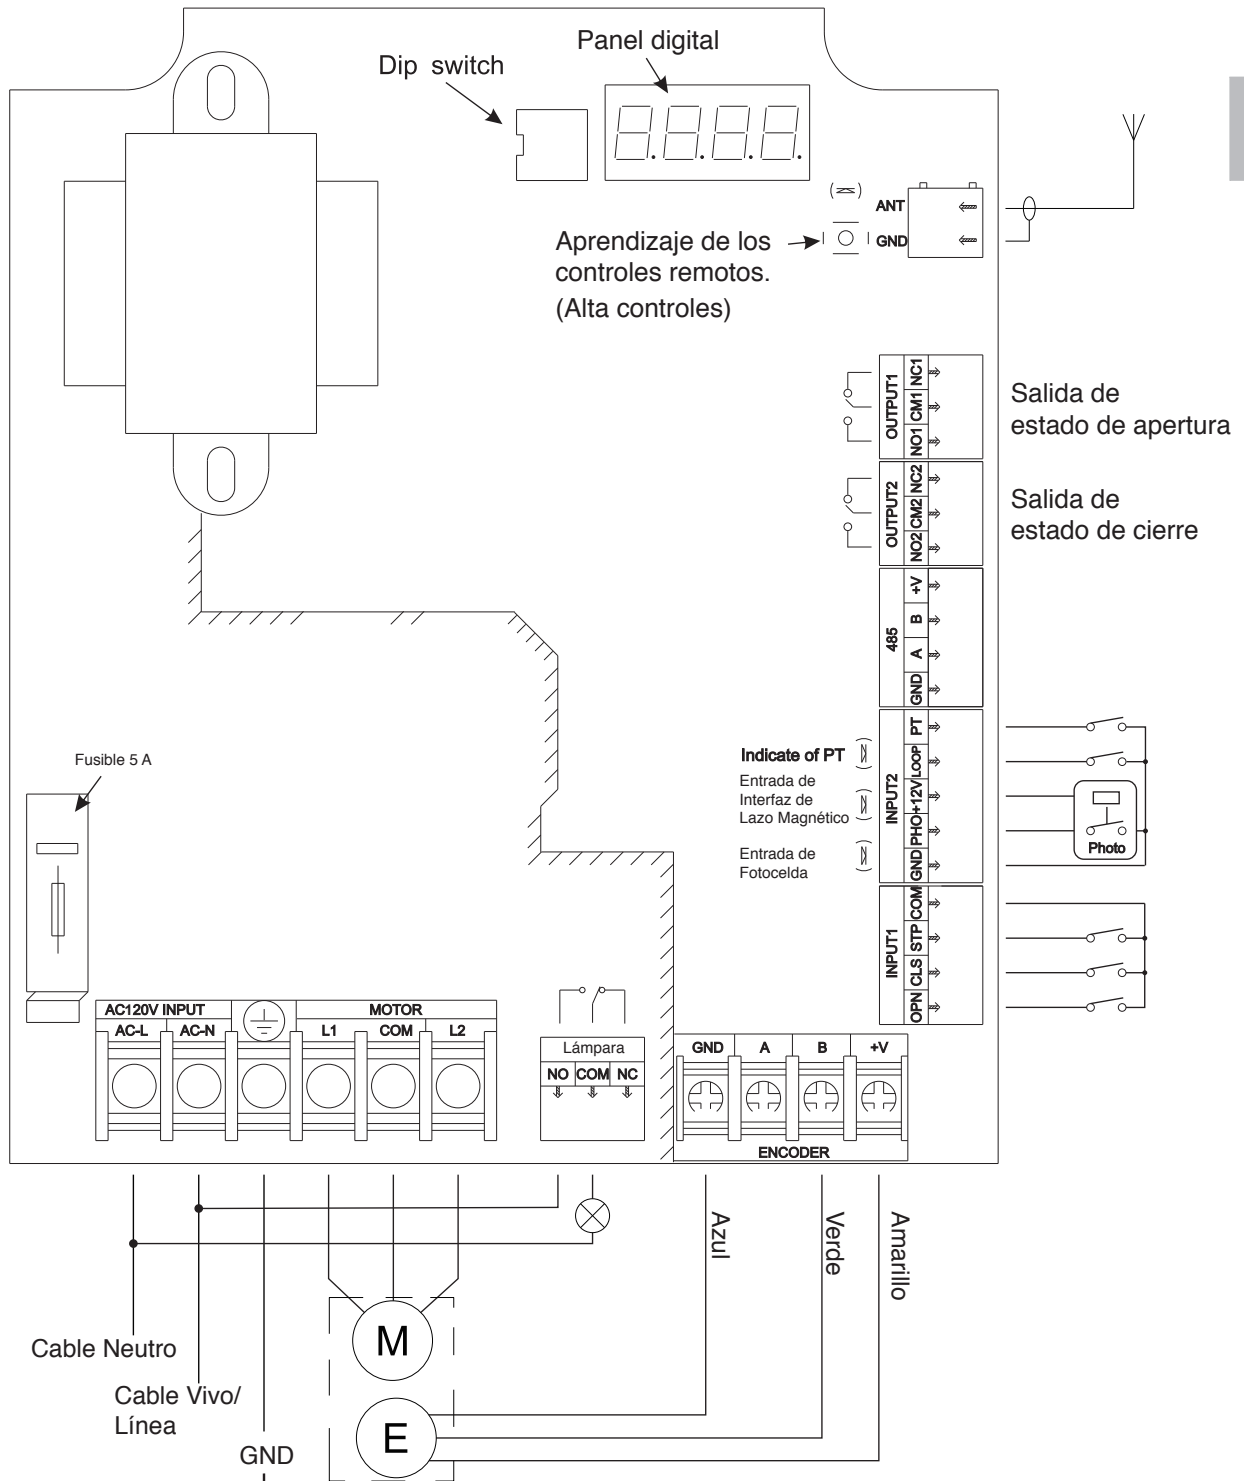 Panel digital
Dip switch
ANT
GND
Aprendizaje de los
controles remotos.
(Alta controles)
OUTPUT1
NC1
CM1
NO1
Salida de
estado de apertura
OUTPUT2
NC2
CM2
NO2
Salida de
estado de cierre
485
+V
B
A
GND
INPUT2
PT
LOOP
+12V
PHO
GND
Indicate of PT
Entrada de
Interfaz de
Lazo Magnético
Entrada de
Fotocelda
Photo
INPUT1
COM
STP
CLS
OPN
Fusible 5 A
AC120V INPUT
MOTOR
AC-L
AC-N
L1
COM
L2
Lámpara
NO
COM
NC
GND
A
B
+V
ENCODER
Azul
Verde
Amarillo
M
E
Cable Neutro
Cable Vivo/
Línea
GND